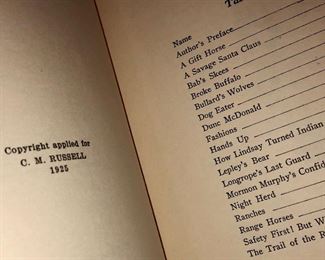 Copyright applied for
C. M. RUSSELL
1925
Name
Author's Preface
A Gift Horse
A Savage Santa Claus
Bab's Skees
Broke Buffalo
Bullard's Wolves
Dog Eater
Dunc McDonald
Fashions
Hands Up
How Lindsay Turned Indian
Lepley's Bear
Longrope's Last Guard
Mormon Murphy's Confid
Night Herd
Ranches
Range Horses
Safety First! But W
The Trail of the R